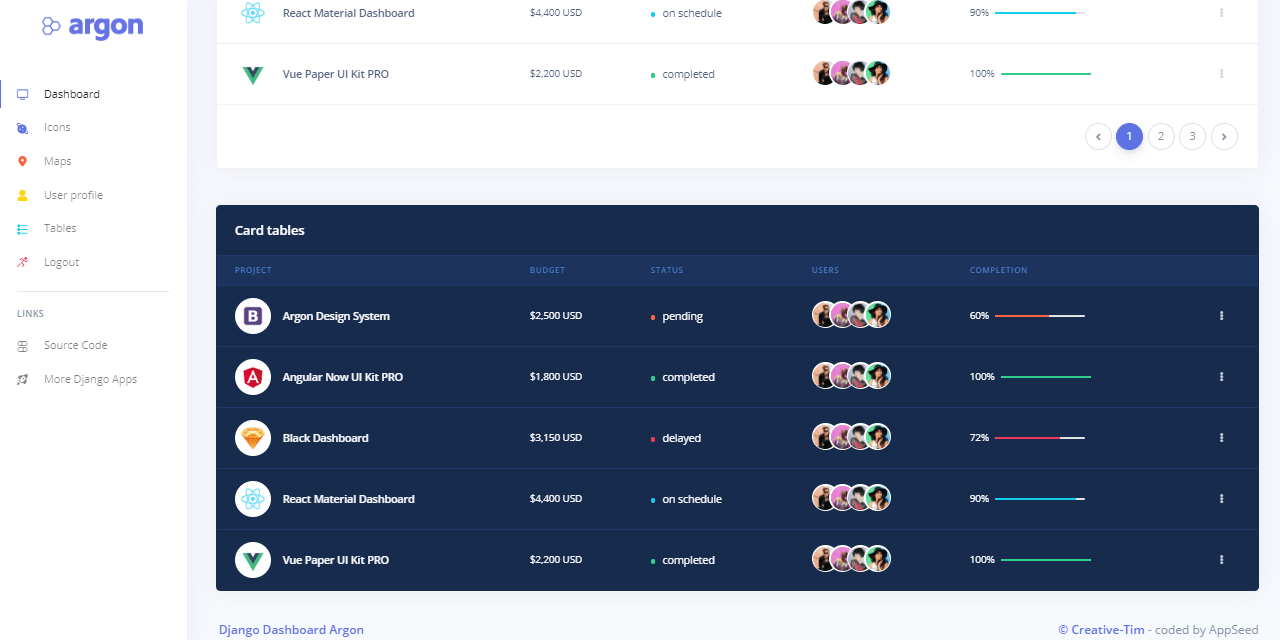 argon
Dashboard
Icons
Maps
User profile
Tables
Logout
LINKS
Source Code
More Django Apps
React Material Dashboard $4,400 USD on schedule 90%
Vue Paper UI Kit PRO $2,200 USD completed 100%
1 2 3
Card tables
PROJECT BUDGET STATUS USERS COMPLETION
B Argon Design System $2,500 USD pending 60%
A Angular Now UI Kit PRO $1,800 USD completed 100%
Black Dashboard $3,150 USD delayed 72%
React Material Dashboard $4,400 USD on schedule 90%
Vue Paper UI Kit PRO $2,200 USD completed 100%
Django Dashboard Argon © Creative-Tim - coded by AppSeed